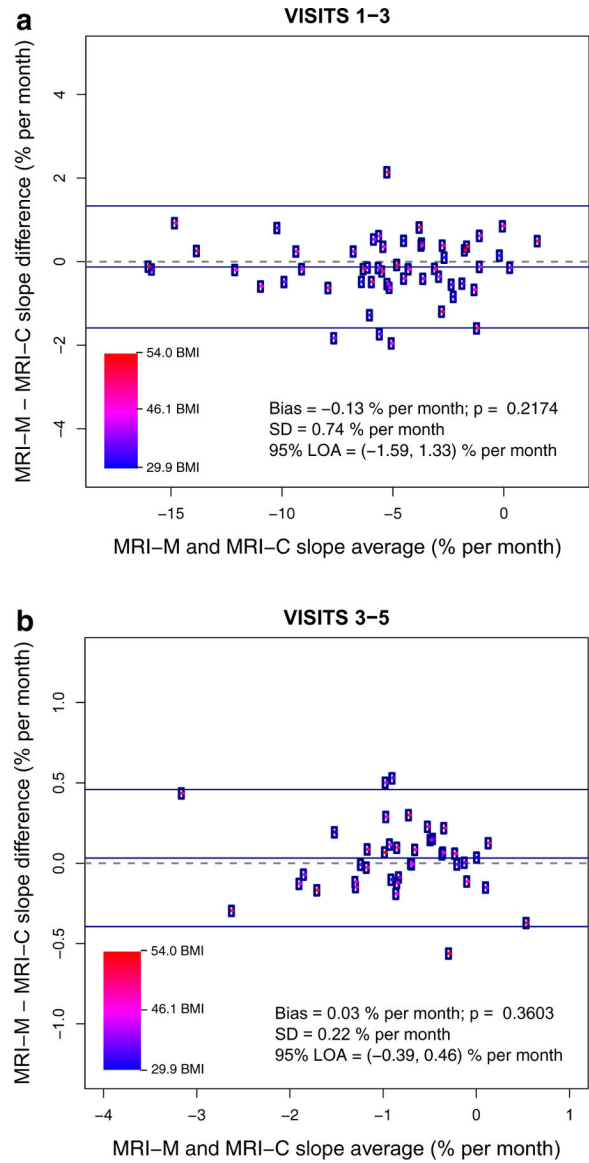 a
VISITS 1−3
MRI−M − MRI−C slope difference (% per month)
4
2
0
−2
−4
54.0 BMI
46.1 BMI
29.9 BMI
Bias = −0.13 % per month; p = 0.2174
SD = 0.74 % per month
95% LOA = (−1.59, 1.33) % per month
−15 −10 −5 0
MRI−M and MRI−C slope average (% per month)
b
VISITS 3−5
MRI−M − MRI−C slope difference (% per month)
1.0
0.5
0.0
−0.5
−1.0
54.0 BMI
46.1 BMI
29.9 BMI
Bias = 0.03 % per month; p = 0.3603
SD = 0.22 % per month
95% LOA = (−0.39, 0.46) % per month
−4 −3 −2 −1 0 1
MRI−M and MRI−C slope average (% per month)